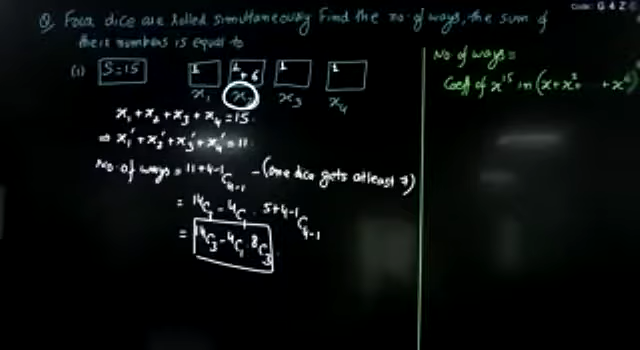 Q. Four dice are rolled simultaneously Find the no of ways, the sum of
their numbers is equal to
(i) S=15
1 1 +6 1 1
x₁ x₂ x₃ x₄
x₁ + x₂ + x₃ + x₄ = 15
⇒ x₁' + x₂' + x₃' + x₄' = 11
No of ways = ¹¹⁺⁴⁻¹C₄₋₁ - (one dice gets atleast 7)
= ¹⁴C₃ - ⁴C₁ . ⁵⁺⁴⁻¹C₄₋₁
= ¹⁴C₃ - ⁴C₁ ⁸C₃
No of ways =
Coeff of x¹⁵ in (x+x² ... +x